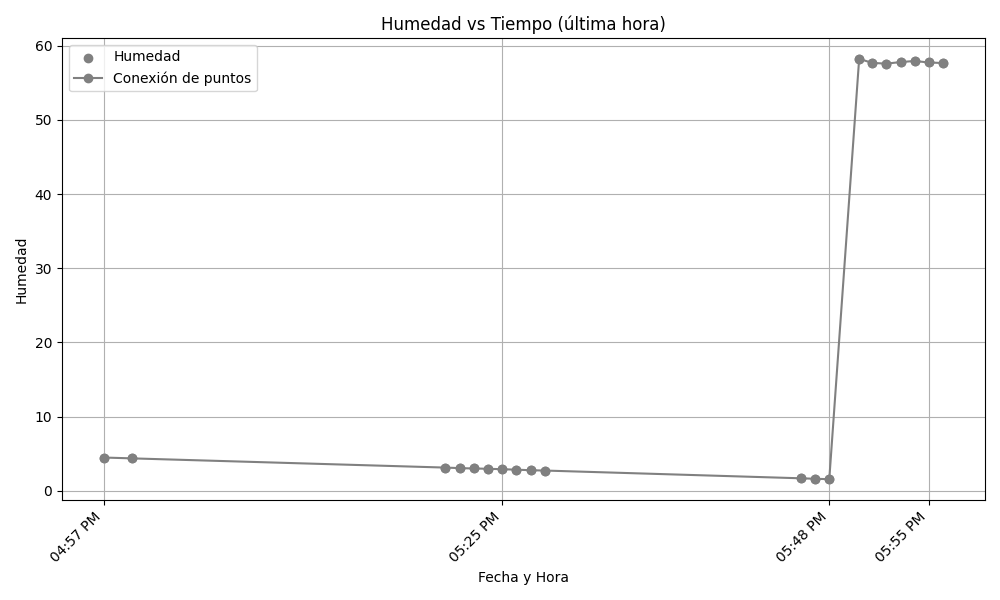 Humedad vs Tiempo (última hora)
Humedad
Conexión de puntos
60
50
40
30
20
10
0
Humedad
04:57 PM
05:25 PM
05:48 PM
05:55 PM
Fecha y Hora